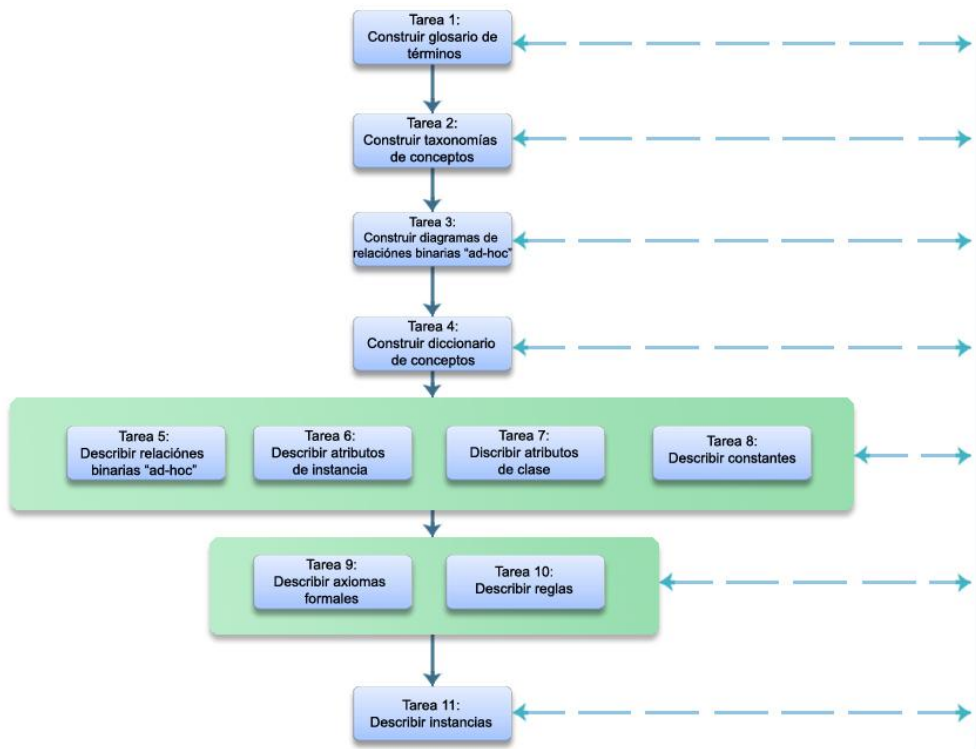 Tarea 1:
Construir glosario de
términos
Tarea 2:
Construir taxonomías
de conceptos
Tarea 3:
Construir diagramas de
relaciónes binarias “ad-hoc”
Tarea 4:
Construir diccionario
de conceptos
Tarea 5:
Describir relaciónes
binarias “ad-hoc”
Tarea 6:
Describir atributos
de instancia
Tarea 7:
Discribir atributos
de clase
Tarea 8:
Describir constantes
Tarea 9:
Describir axiomas
formales
Tarea 10:
Describir reglas
Tarea 11:
Describir instancias